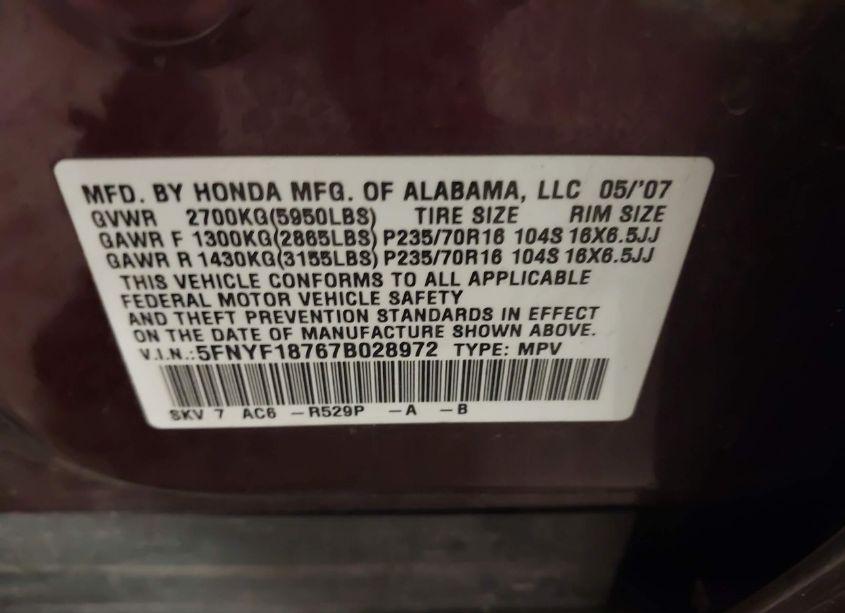 MFD. BY HONDA MFG. OF ALABAMA, LLC 05/'07
GVWR 2700KG(5950LBS) TIRE SIZE RIM SIZE
GAWR F 1300KG(2865LBS) P235/70R16 104S 16X6.5JJ
GAWR R 1430KG(3155LBS) P235/70R16 104S 16X6.5JJ
THIS VEHICLE CONFORMS TO ALL APPLICABLE
FEDERAL MOTOR VEHICLE SAFETY
AND THEFT PREVENTION STANDARDS IN EFFECT
ON THE DATE OF MANUFACTURE SHOWN ABOVE.
V.I.N.:5FNYF18767B028972 TYPE: MPV
SKV 7 AC6 -R529P -A -B